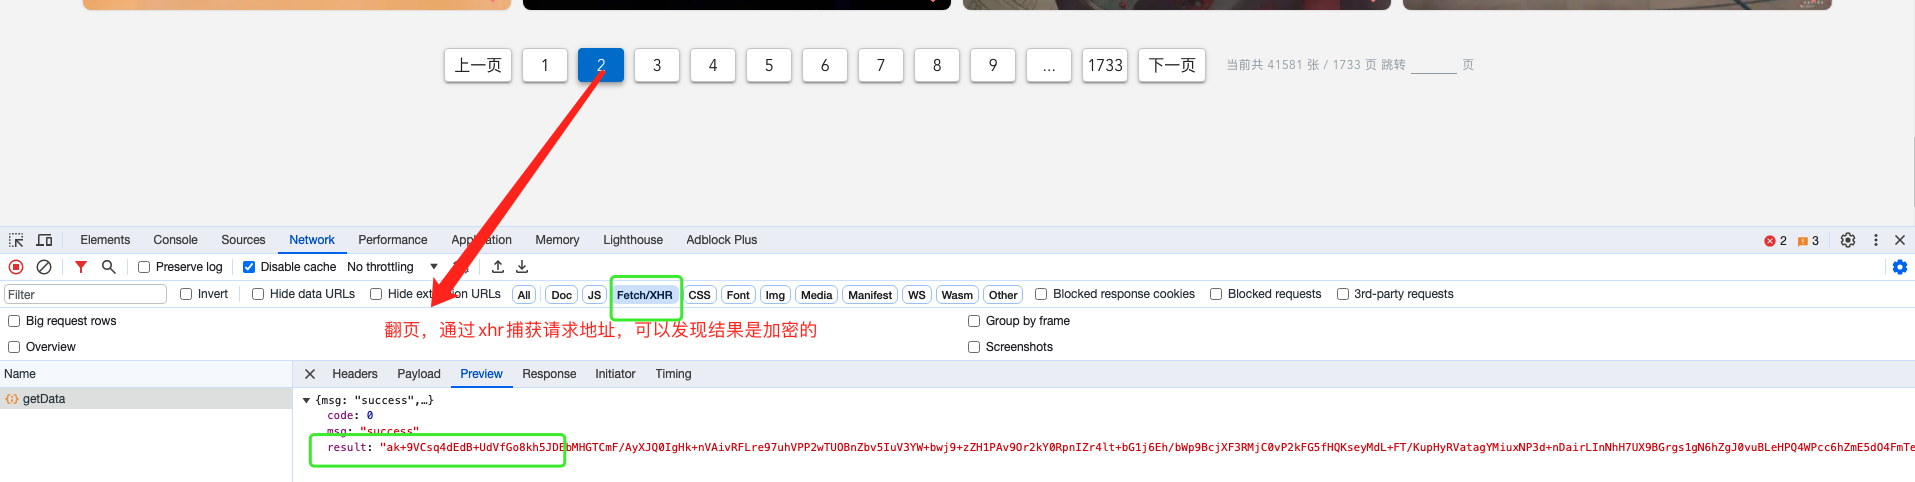 上一页 1 2 3 4 5 6 7 8 9 ... 1733 下一页 当前共 41581 张 / 1733 页 跳转 页
Elements Console Sources Network Performance Application Memory Lighthouse Adblock Plus 2 3
Preserve log Disable cache No throttling
Filter Invert Hide data URLs Hide extension URLs All Doc JS Fetch/XHR CSS Font Img Media Manifest WS Wasm Other Blocked response cookies Blocked requests 3rd-party requests
Big request rows Group by frame
翻页，通过xhr捕获请求地址，可以发现结果是加密的
Overview Screenshots
Name Headers Payload Preview Response Initiator Timing
getData {msg: "success",…}
code: 0
msg: "success"
result: "ak+9VCsq4dEdB+UdVfGo8kh5JDEbMHGTCmF/AyXJQ0IgHk+nVAivRFLre97uhVPP2wTUOBnZbv5IuV3YW+bwj9+zZH1PAv9Or2kY0RpnIZr4lt+bG1j6Eh/bWp9BcjXF3RMjC0vP2kFG5fHQKseyMdL+FT/KupHyRVatagYMiuxNP3d+nDairLInNhH7UX9BGrgs1gN6hZgJ0vuBLeHPQ4WPcc6hZmE5dO4FmTe